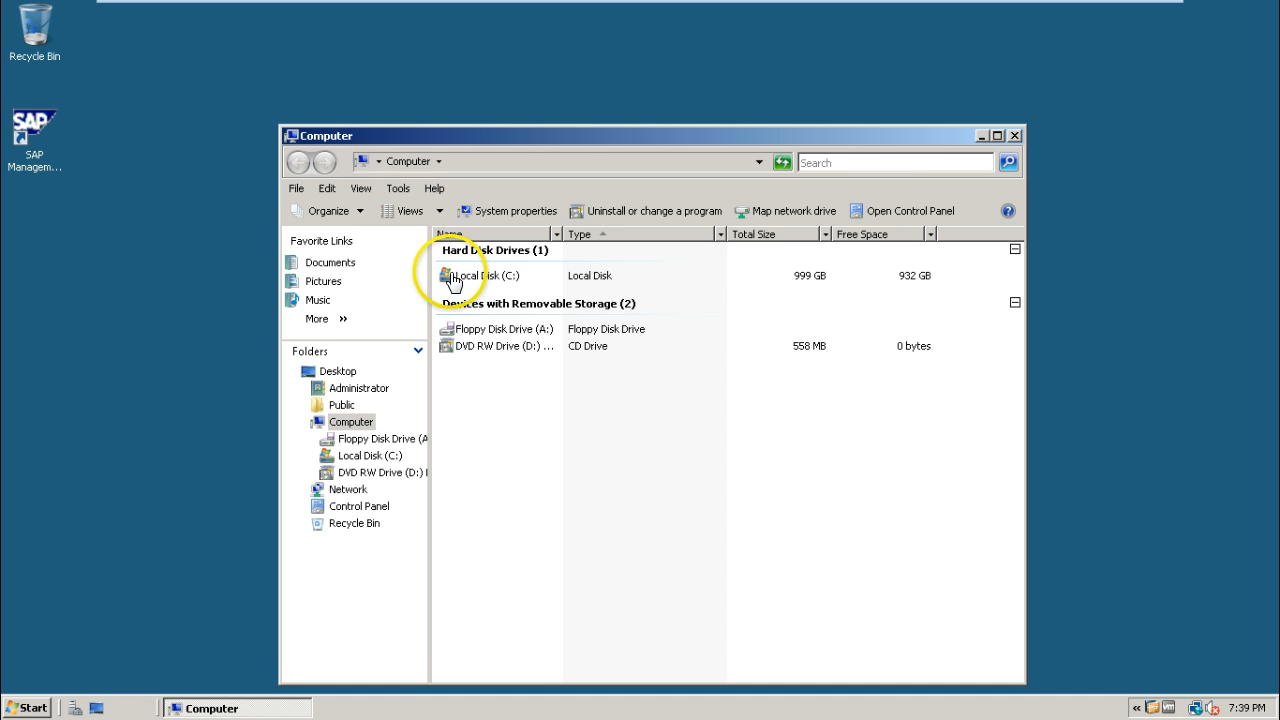 Recycle Bin
SAP
SAP
Managem...
Computer
Computer
Search
File Edit View Tools Help
Organize Views System properties Uninstall or change a program Map network drive Open Control Panel
Favorite Links
Documents
Pictures
Music
More »
Folders
Desktop
Administrator
Public
Computer
Floppy Disk Drive (A
Local Disk (C:)
DVD RW Drive (D:)
Network
Control Panel
Recycle Bin
Name Type Total Size Free Space
Hard Disk Drives (1)
Local Disk (C:) Local Disk 999 GB 932 GB
Devices with Removable Storage (2)
Floppy Disk Drive (A:) Floppy Disk Drive
DVD RW Drive (D:) ... CD Drive 558 MB 0 bytes
Start Computer « 7:39 PM